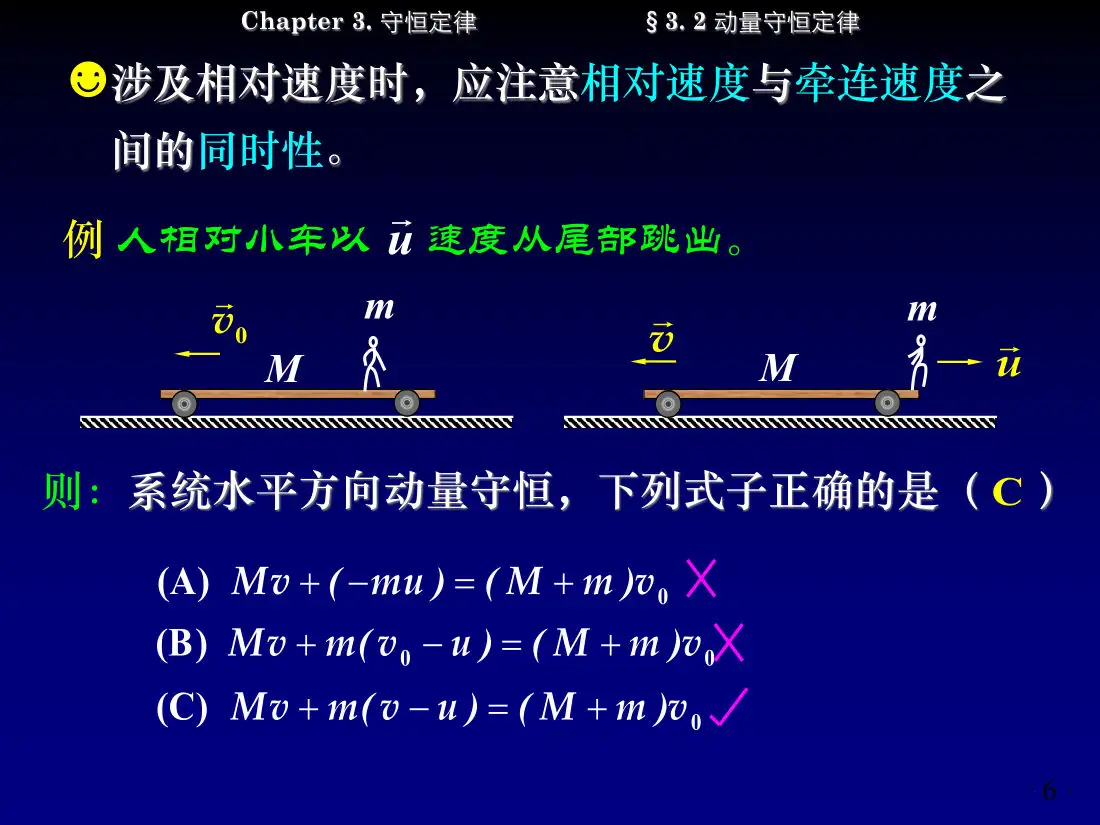 Chapter 3. 守恒定律 §3. 2 动量守恒定律
涉及相对速度时，应注意相对速度与牵连速度之
间的同时性。
例 人相对小车以 u⃗ 速度从尾部跳出。
v⃗₀ M m
v⃗ M m u⃗
则：系统水平方向动量守恒，下列式子正确的是（ C ）
(A) Mv + ( −mu ) = ( M + m )v₀
(B) Mv + m( v₀ − u ) = ( M + m )v₀
(C) Mv + m( v − u ) = ( M + m )v₀
· 6 ·